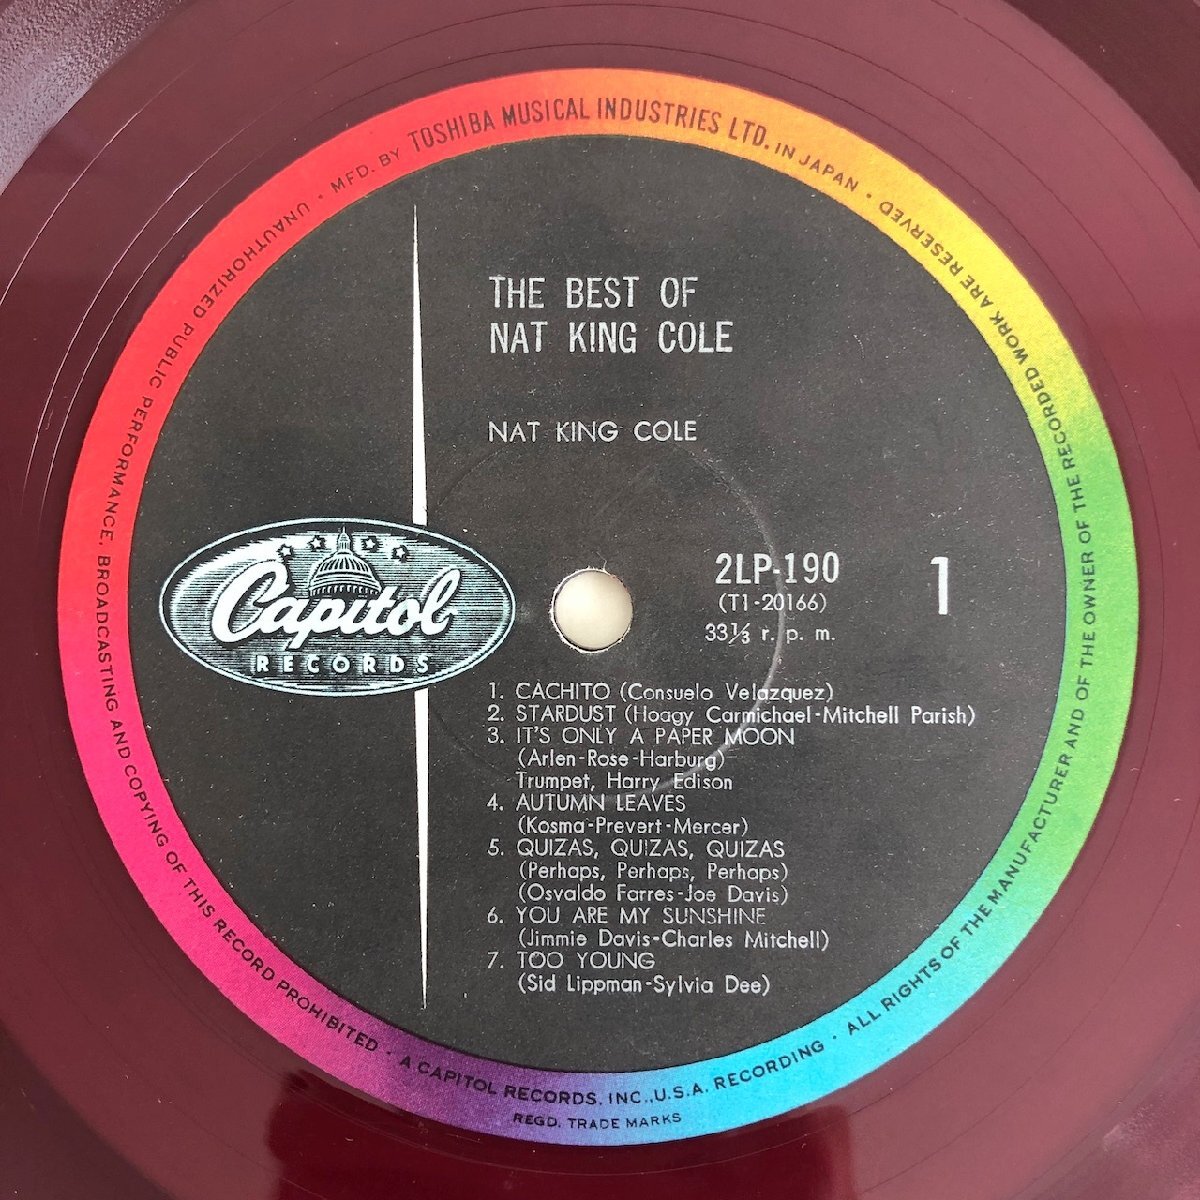 MFD. BY TOSHIBA MUSICAL INDUSTRIES LTD. IN JAPAN · ALL RIGHTS OF THE MANUFACTURER AND OF THE OWNER OF THE RECORDED WORK ARE RESERVED
UNAUTHORIZED PUBLIC PERFORMANCE, BROADCASTING AND COPYING OF THIS RECORD PROHIBITED · A CAPITOL RECORDS, INC., U.S.A. RECORDING ·
REGD. TRADE MARKS
THE BEST OF
NAT KING COLE
NAT KING COLE
Capitol
RECORDS
2LP-190
(T1-20166)
33⅓ r. p. m.
1
1. CACHITO (Consuelo Velazquez)
2. STARDUST (Hoagy Carmichael-Mitchell Parish)
3. IT'S ONLY A PAPER MOON
(Arlen-Rose-Harburg)
Trumpet, Harry Edison
4. AUTUMN LEAVES
(Kosma-Prevert-Mercer)
5. QUIZAS, QUIZAS, QUIZAS
(Perhaps, Perhaps, Perhaps)
(Osvaldo Farres-Joe Davis)
6. YOU ARE MY SUNSHINE
(Jimmie Davis-Charles Mitchell)
7. TOO YOUNG
(Sid Lippman-Sylvia Dee)